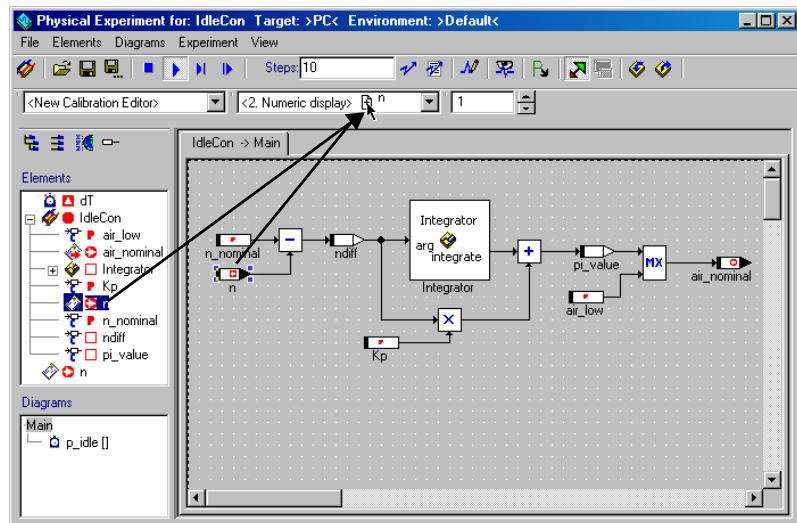 Physical Experiment for: IdleCon Target: >PC< Environment: >Default<
File Elements Diagrams Experiment View
Steps: 10
<New Calibration Editor> <2. Numeric display> n 1
IdleCon -> Main
Elements
dT
IdleCon
air_low
air_nominal
Integrator
Kp
n
n_nominal
ndiff
pi_value
n
Diagrams
Main
p_idle []
Integrator
arg
integrate
Integrator
n_nominal
n
ndiff
Kp
pi_value
air_low
MX
air_nominal